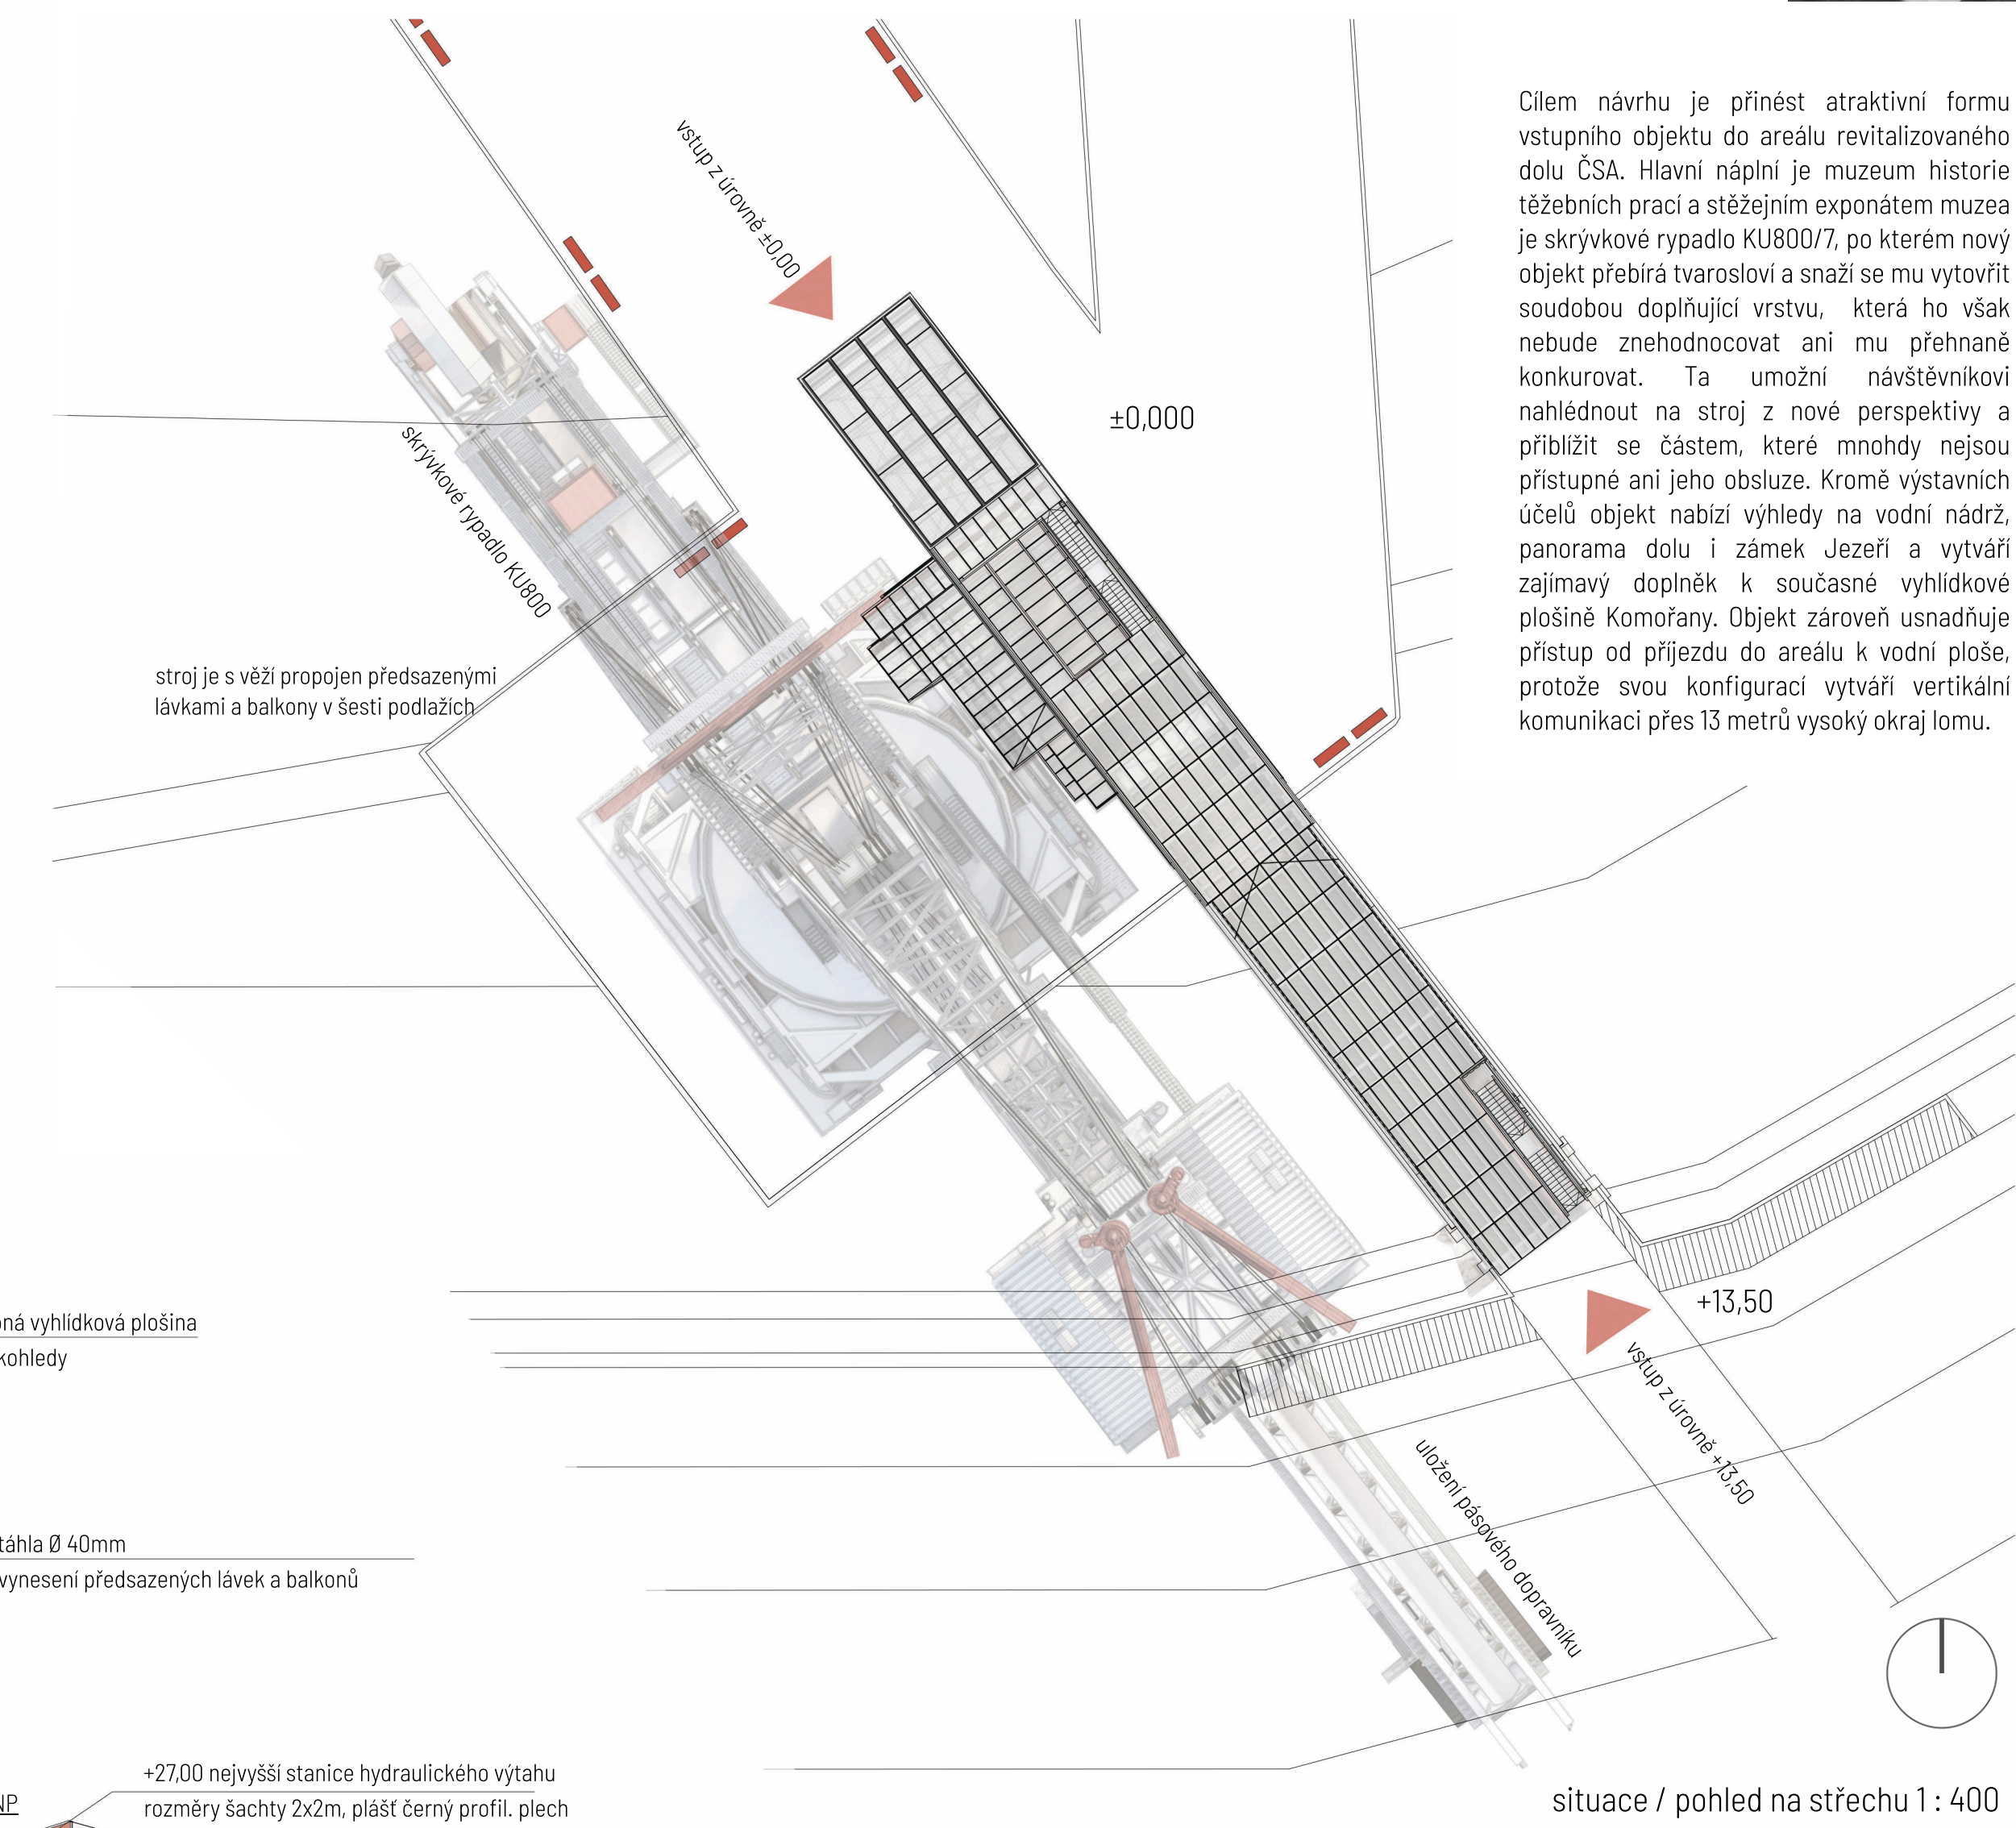 Cílem návrhu je přinést atraktivní formu
vstupního objektu do areálu revitalizovaného
dolu ČSA. Hlavní náplní je muzeum historie
těžebních prací a stěžejním exponátem muzea
je skrývkové rypadlo KU800/7, po kterém nový
objekt přebírá tvarosloví a snaží se mu vytovřit
soudobou doplňující vrstvu, která ho však
nebude znehodnocovat ani mu přehnaně
konkurovat. Ta umožní návštěvníkovi
nahlédnout na stroj z nové perspektivy a
přiblížit se částem, které mnohdy nejsou
přístupné ani jeho obsluze. Kromě výstavních
účelů objekt nabízí výhledy na vodní nádrž,
panorama dolu i zámek Jezeří a vytváří
zajímavý doplněk k současné vyhlídkové
plošině Komořany. Objekt zároveň usnadňuje
přístup od příjezdu do areálu k vodní ploše,
protože svou konfigurací vytváří vertikální
komunikaci přes 13 metrů vysoký okraj lomu.
vstup z úrovně ±0,00
±0,000
skrývkové rypadlo KU800
stroj je s věží propojen předsazenými
lávkami a balkony v šesti podlažích
+13,50
vstup z úrovně +13,50
uložení pásového dopravníku
vyhlídková plošina
táhla Ø 40mm
vynesení předsazených lávek a balkonů
+27,00 nejvyšší stanice hydraulického výtahu
rozměry šachty 2x2m, plášť černý profil. plech
NP
situace / pohled na střechu 1 : 400